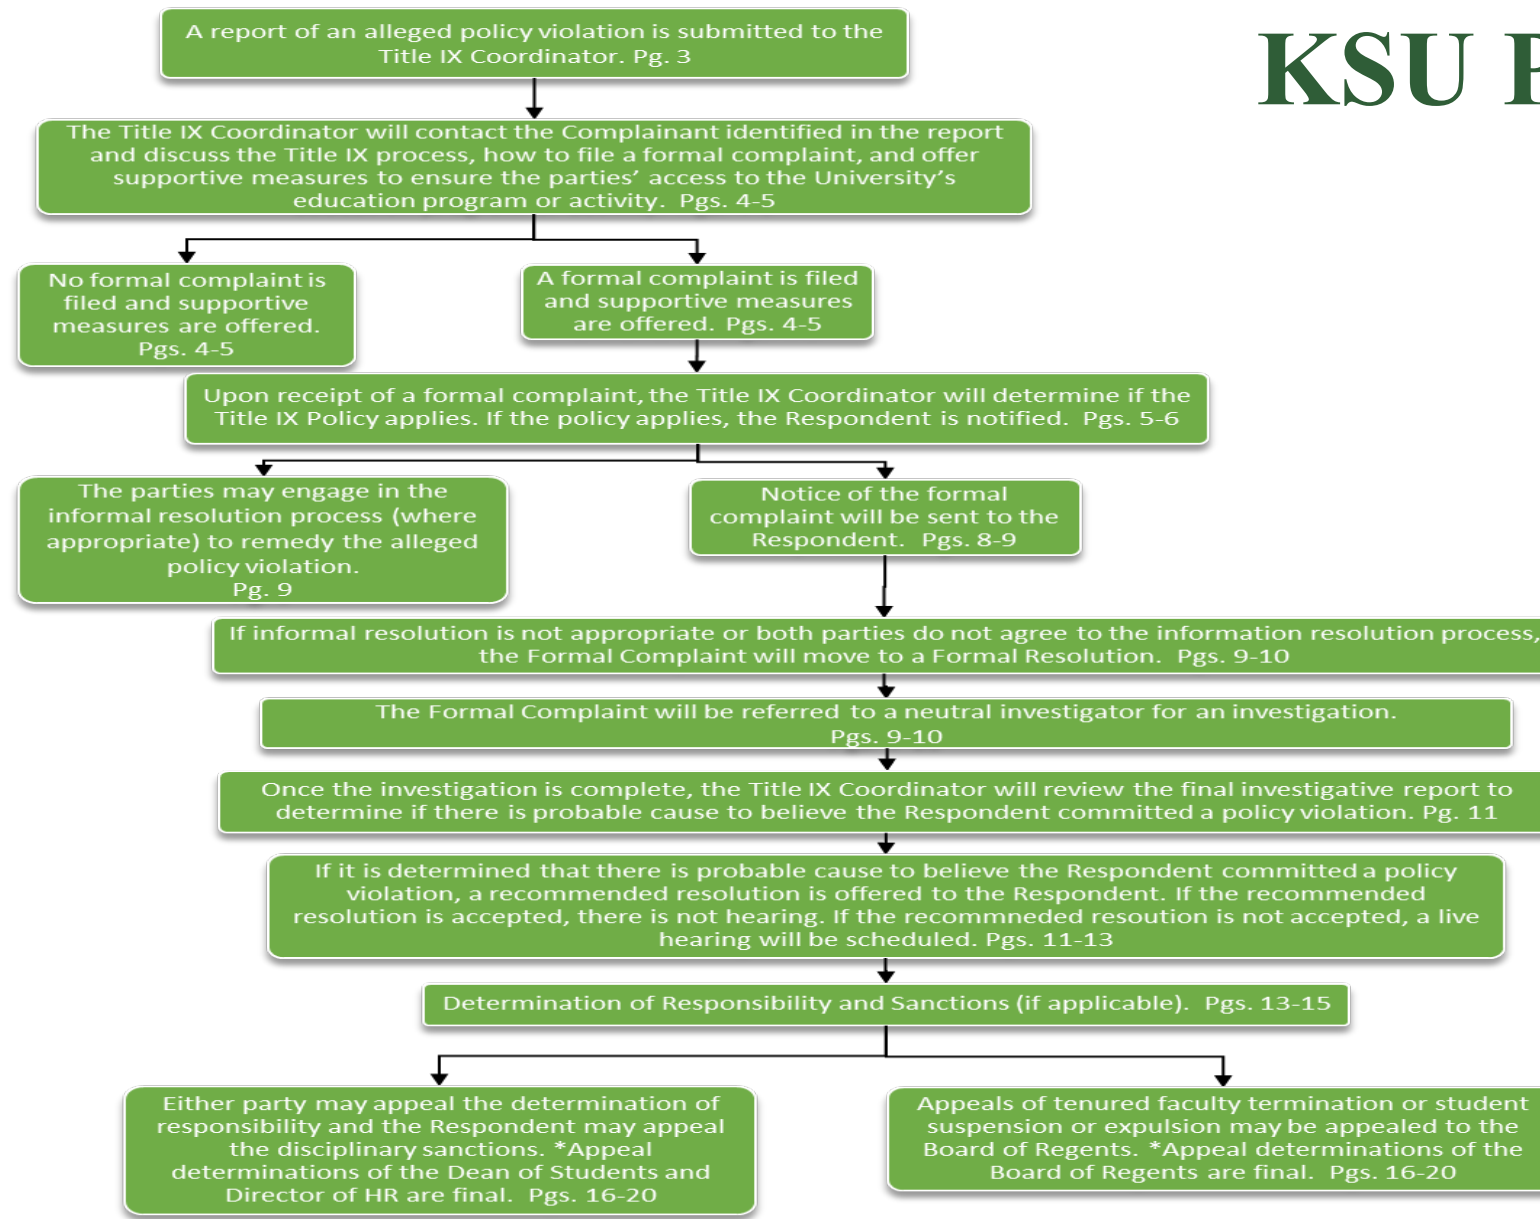 KSU P
A report of an alleged policy violation is submitted to the
Title IX Coordinator. Pg. 3
The Title IX Coordinator will contact the Complainant identified in the report
and discuss the Title IX process, how to file a formal complaint, and offer
supportive measures to ensure the parties’ access to the University’s
education program or activity. Pgs. 4-5
No formal complaint is
filed and supportive
measures are offered.
Pgs. 4-5
A formal complaint is filed
and supportive measures
are offered. Pgs. 4-5
Upon receipt of a formal complaint, the Title IX Coordinator will determine if the
Title IX Policy applies. If the policy applies, the Respondent is notified. Pgs. 5-6
The parties may engage in the
informal resolution process (where
appropriate) to remedy the alleged
policy violation.
Pg. 9
Notice of the formal
complaint will be sent to the
Respondent. Pgs. 8-9
If informal resolution is not appropriate or both parties do not agree to the information resolution process,
the Formal Complaint will move to a Formal Resolution. Pgs. 9-10
The Formal Complaint will be referred to a neutral investigator for an investigation.
Pgs. 9-10
Once the investigation is complete, the Title IX Coordinator will review the final investigative report to
determine if there is probable cause to believe the Respondent committed a policy violation. Pg. 11
If it is determined that there is probable cause to believe the Respondent committed a policy
violation, a recommended resolution is offered to the Respondent. If the recommended
resolution is accepted, there is not hearing. If the recommneded resoution is not accepted, a live
hearing will be scheduled. Pgs. 11-13
Determination of Responsibility and Sanctions (if applicable). Pgs. 13-15
Either party may appeal the determination of
responsibility and the Respondent may appeal
the disciplinary sanctions. *Appeal
determinations of the Dean of Students and
Director of HR are final. Pgs. 16-20
Appeals of tenured faculty termination or student
suspension or expulsion may be appealed to the
Board of Regents. *Appeal determinations of the
Board of Regents are final. Pgs. 16-20